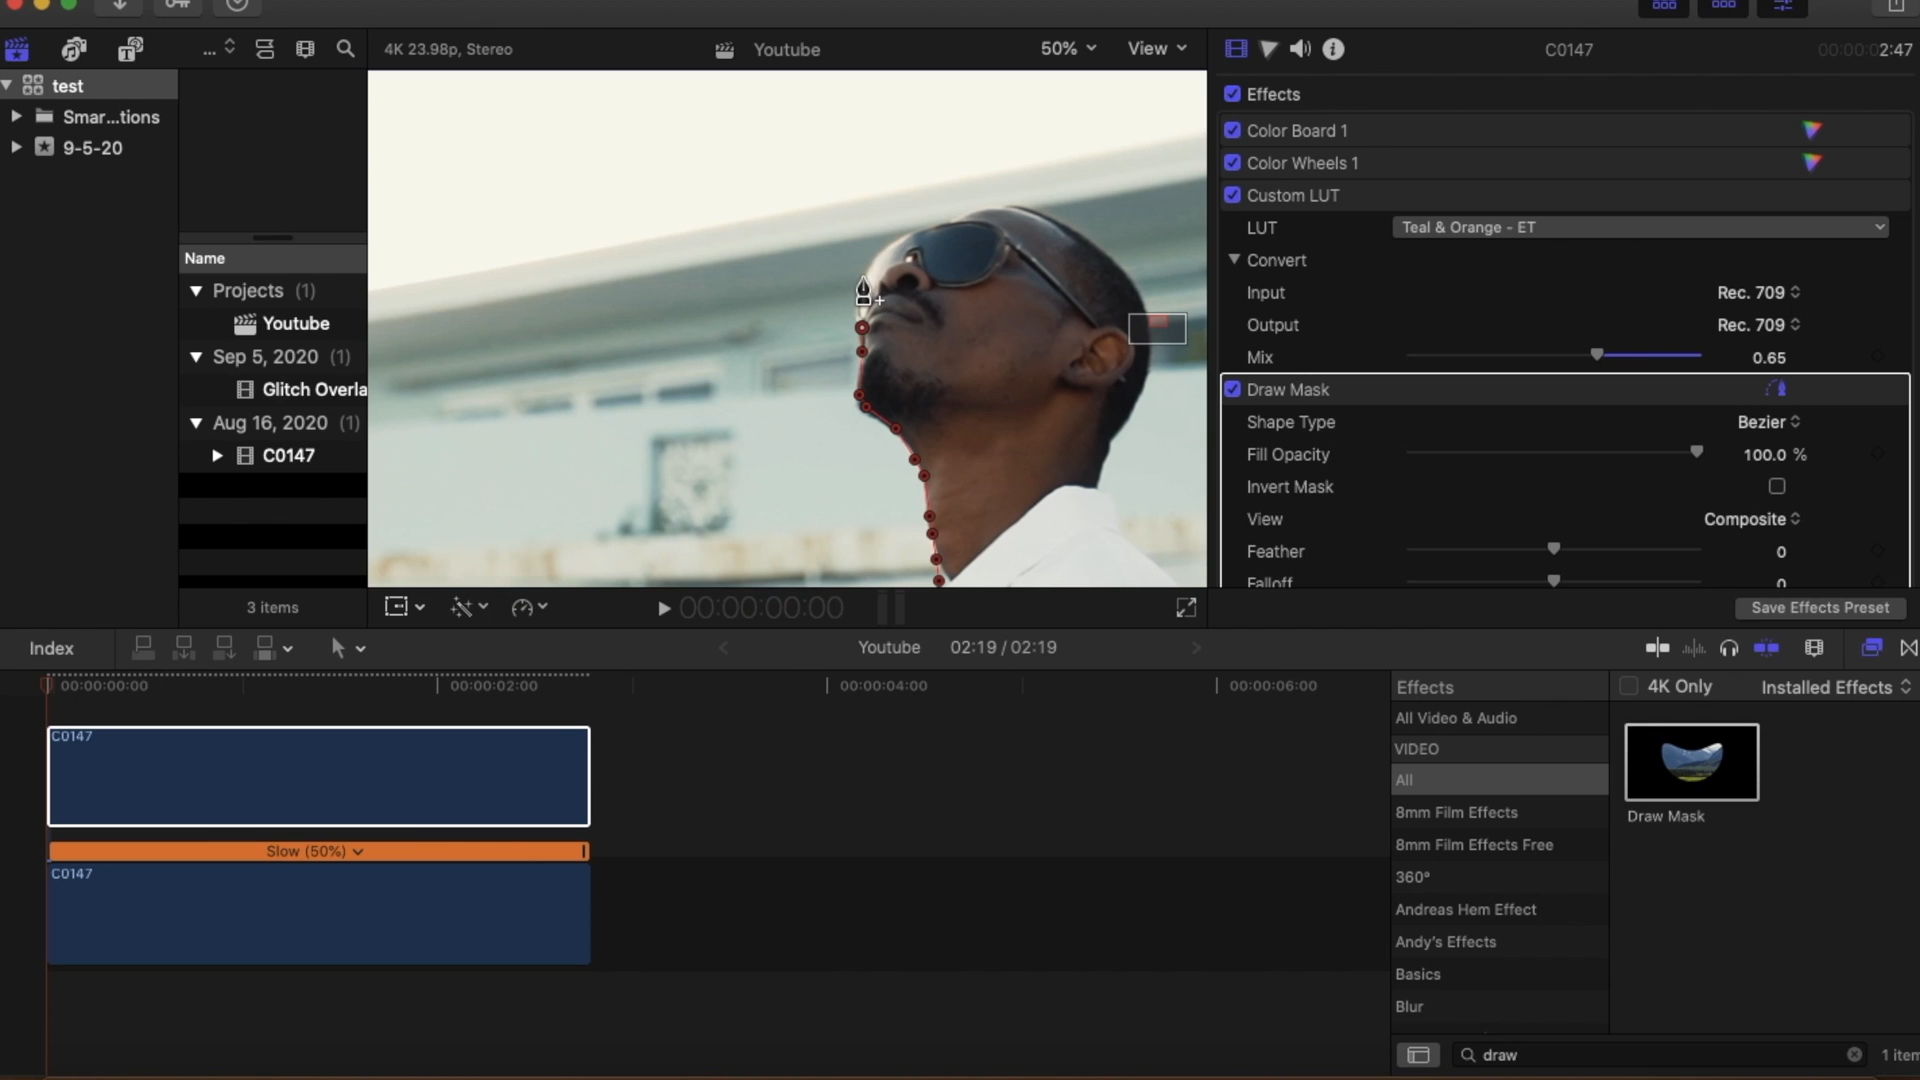 ...
4K 23.98p, Stereo
Youtube
50%
View
C0147
00:00:02:47
test
Smar...tions
9-5-20
Name
Projects (1)
Youtube
Sep 5, 2020 (1)
Glitch Overla
Aug 16, 2020 (1)
C0147
3 items
Effects
Color Board 1
Color Wheels 1
Custom LUT
LUT
Teal & Orange - ET
Convert
Input
Rec. 709
Output
Rec. 709
Mix
0.65
Draw Mask
Shape Type
Bezier
Fill Opacity
100.0 %
Invert Mask
View
Composite
Feather
0
Falloff
0
Save Effects Preset
00:00:00:00
Index
Youtube
02:19 / 02:19
00:00:00:00
00:00:02:00
00:00:04:00
00:00:06:00
C0147
Slow (50%)
C0147
Effects
4K Only
Installed Effects
All Video & Audio
VIDEO
All
8mm Film Effects
8mm Film Effects Free
360º
Andreas Hem Effect
Andy's Effects
Basics
Blur
Draw Mask
draw
1 item